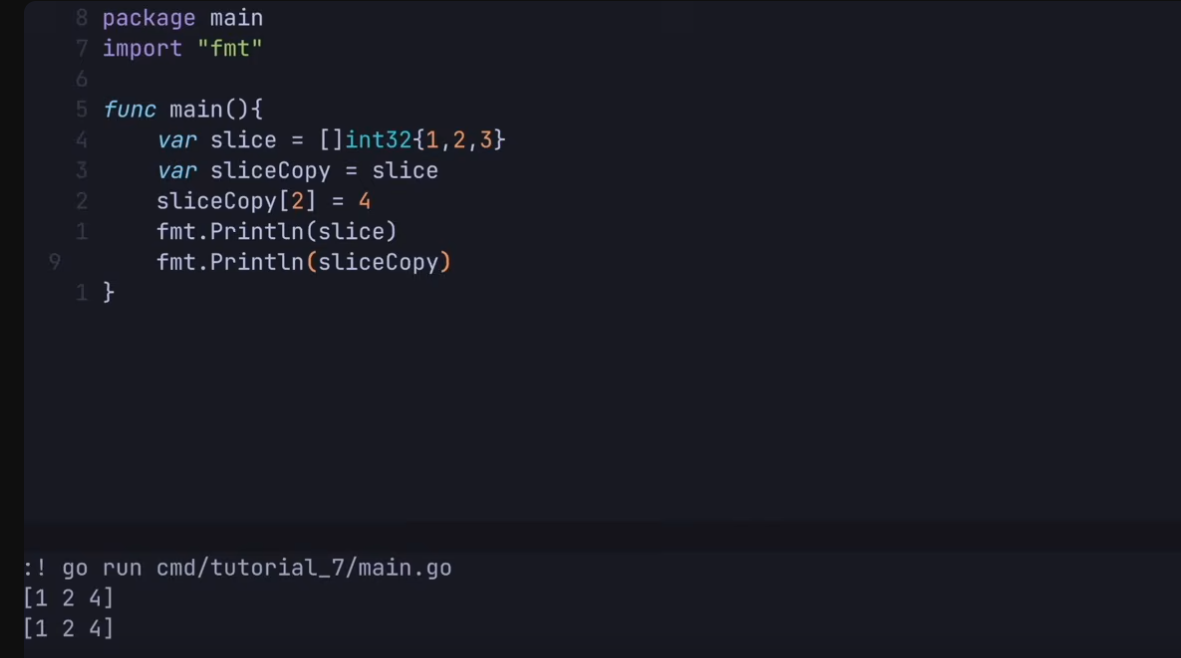 8 package main
7 import "fmt"
6
5 func main(){
4     var slice = []int32{1,2,3}
3     var sliceCopy = slice
2     sliceCopy[2] = 4
1     fmt.Println(slice)
9     fmt.Println(sliceCopy)
1 }
:! go run cmd/tutorial_7/main.go
[1 2 4]
[1 2 4]